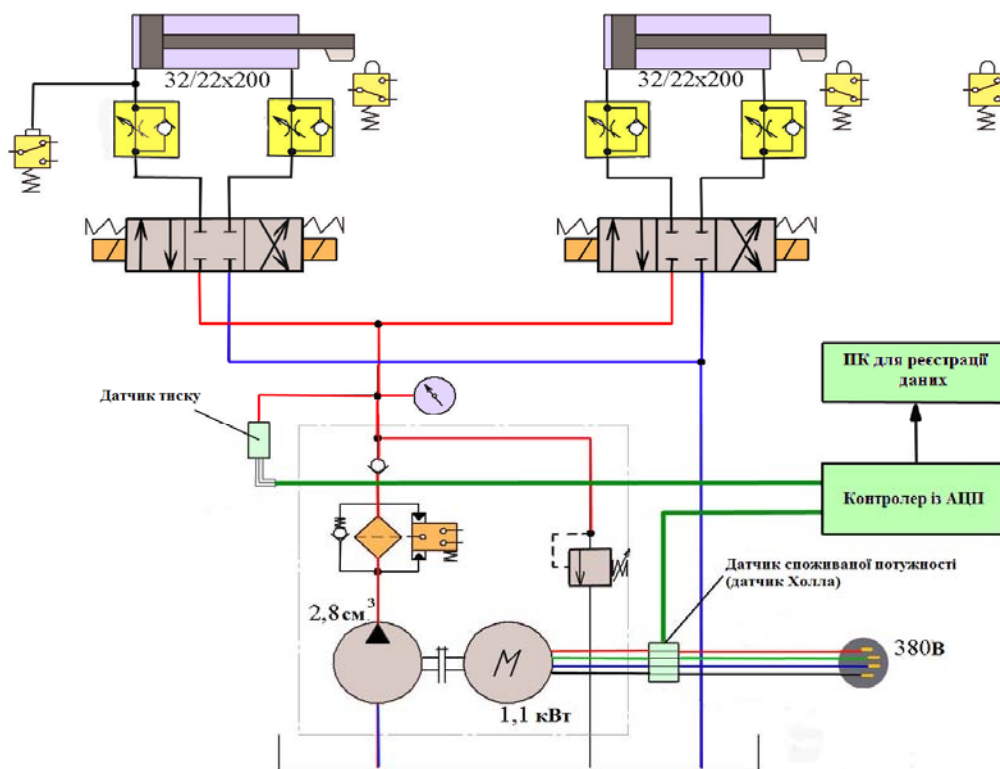 32/22x200
32/22x200
ПК для реєстрації
даних
Датчик тиску
Контролер із АЦП
Датчик споживаної потужності
(датчик Холла)
2,8 см³
М
380В
1,1 кВт